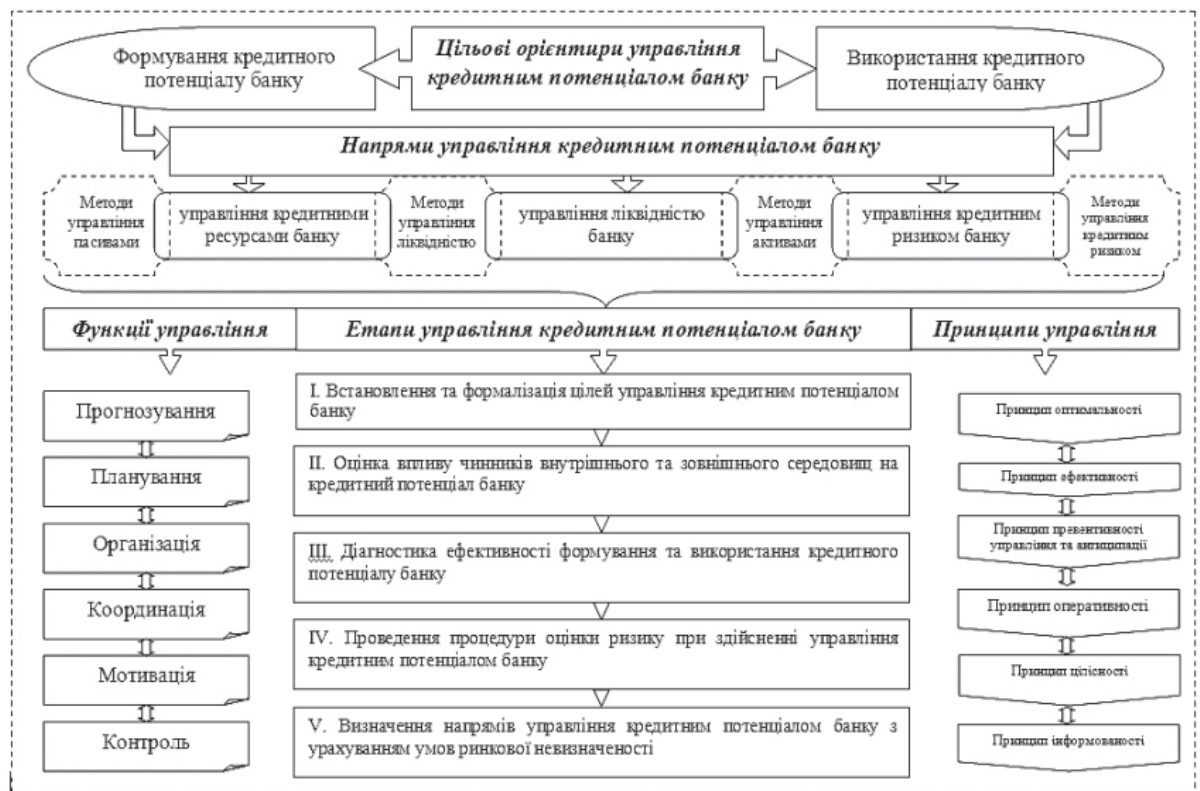 Формування кредитного
потенціалу банку
Цільові орієнтири управління
кредитним потенціалом банку
Використання кредитного
потенціалу банку
Напрями управління кредитним потенціалом банку
Методи
управління
пасивами
управління кредитними
ресурсами банку
Методи
управління
ліквідністю
управління ліквідністю
банку
Методи
управління
активами
управління кредитним
ризиком банку
Методи
управління
кредитним
ризиком
Функції управління
Етапи управління кредитним потенціалом банку
Принципи управління
Прогнозування
Планування
Організація
Координація
Мотивація
Контроль
I. Встановлення та формалізація цілей управління кредитним потенціалом
банку
II. Оцінка впливу чинників внутрішнього та зовнішнього середовищ на
кредитний потенціал банку
III. Діагностика ефективності формування та використання кредитного
потенціалу банку
IV. Проведення процедури оцінки ризику при здійсненні управління
кредитним потенціалом банку
V. Визначення напрямів управління кредитним потенціалом банку з
урахуванням умов ринкової невизначеності
Принцип оптимальності
Принцип ефективності
Принцип превентивності
управління та антиципації
Принцип оперативності
Принцип цілісності
Принцип інформованості